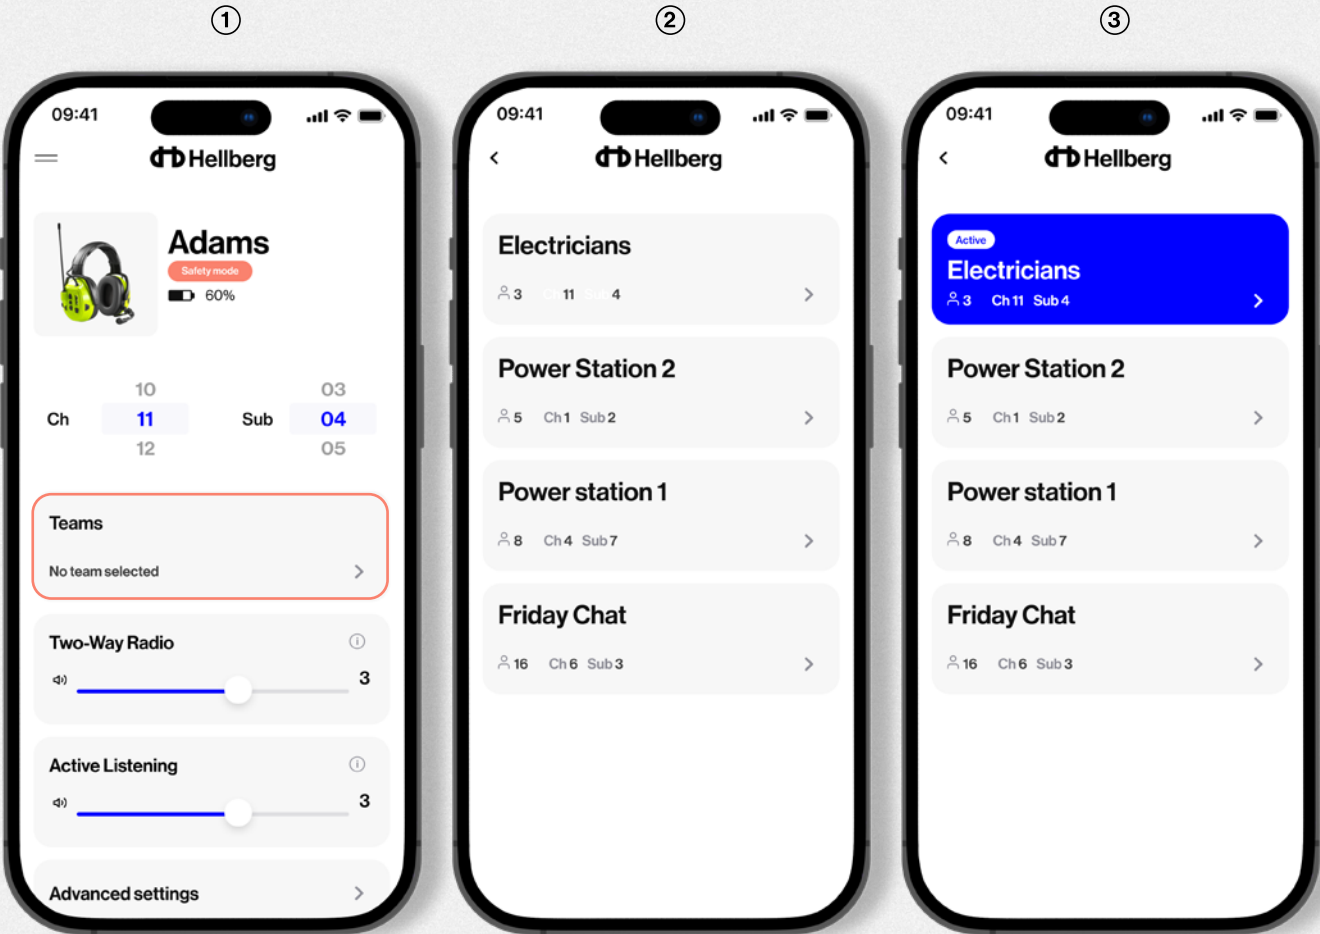 ①
②
③
09:41
Hellberg
Adams
Safety mode
60%
10
03
Ch
11
Sub
04
12
05
Teams
No team selected
Two-Way Radio
3
Active Listening
3
Advanced settings
09:41
Hellberg
Electricians
3 Ch 11 Sub 4
Power Station 2
5 Ch 1 Sub 2
Power station 1
8 Ch 4 Sub 7
Friday Chat
16 Ch 6 Sub 3
09:41
Hellberg
Active
Electricians
3 Ch 11 Sub 4
Power Station 2
5 Ch 1 Sub 2
Power station 1
8 Ch 4 Sub 7
Friday Chat
16 Ch 6 Sub 3